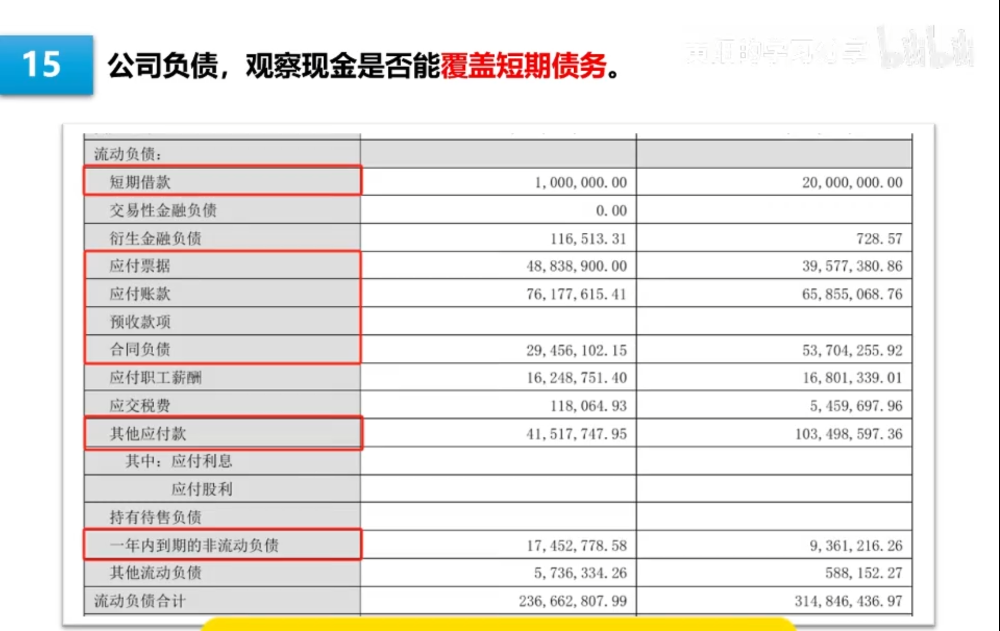 15 公司负债，观察现金是否能覆盖短期债务。
的学习分享 bilibili
流动负债：
短期借款 1,000,000.00 20,000,000.00
交易性金融负债 0.00
衍生金融负债 116,513.31 728.57
应付票据 48,838,900.00 39,577,380.86
应付账款 76,177,615.41 65,855,068.76
预收款项
合同负债 29,456,102.15 53,704,255.92
应付职工薪酬 16,248,751.40 16,801,339.01
应交税费 118,064.93 5,459,697.96
其他应付款 41,517,747.95 103,498,597.36
其中：应付利息
应付股利
持有待售负债
一年内到期的非流动负债 17,452,778.58 9,361,216.26
其他流动负债 5,736,334.26 588,152.27
流动负债合计 236,662,807.99 314,846,436.97